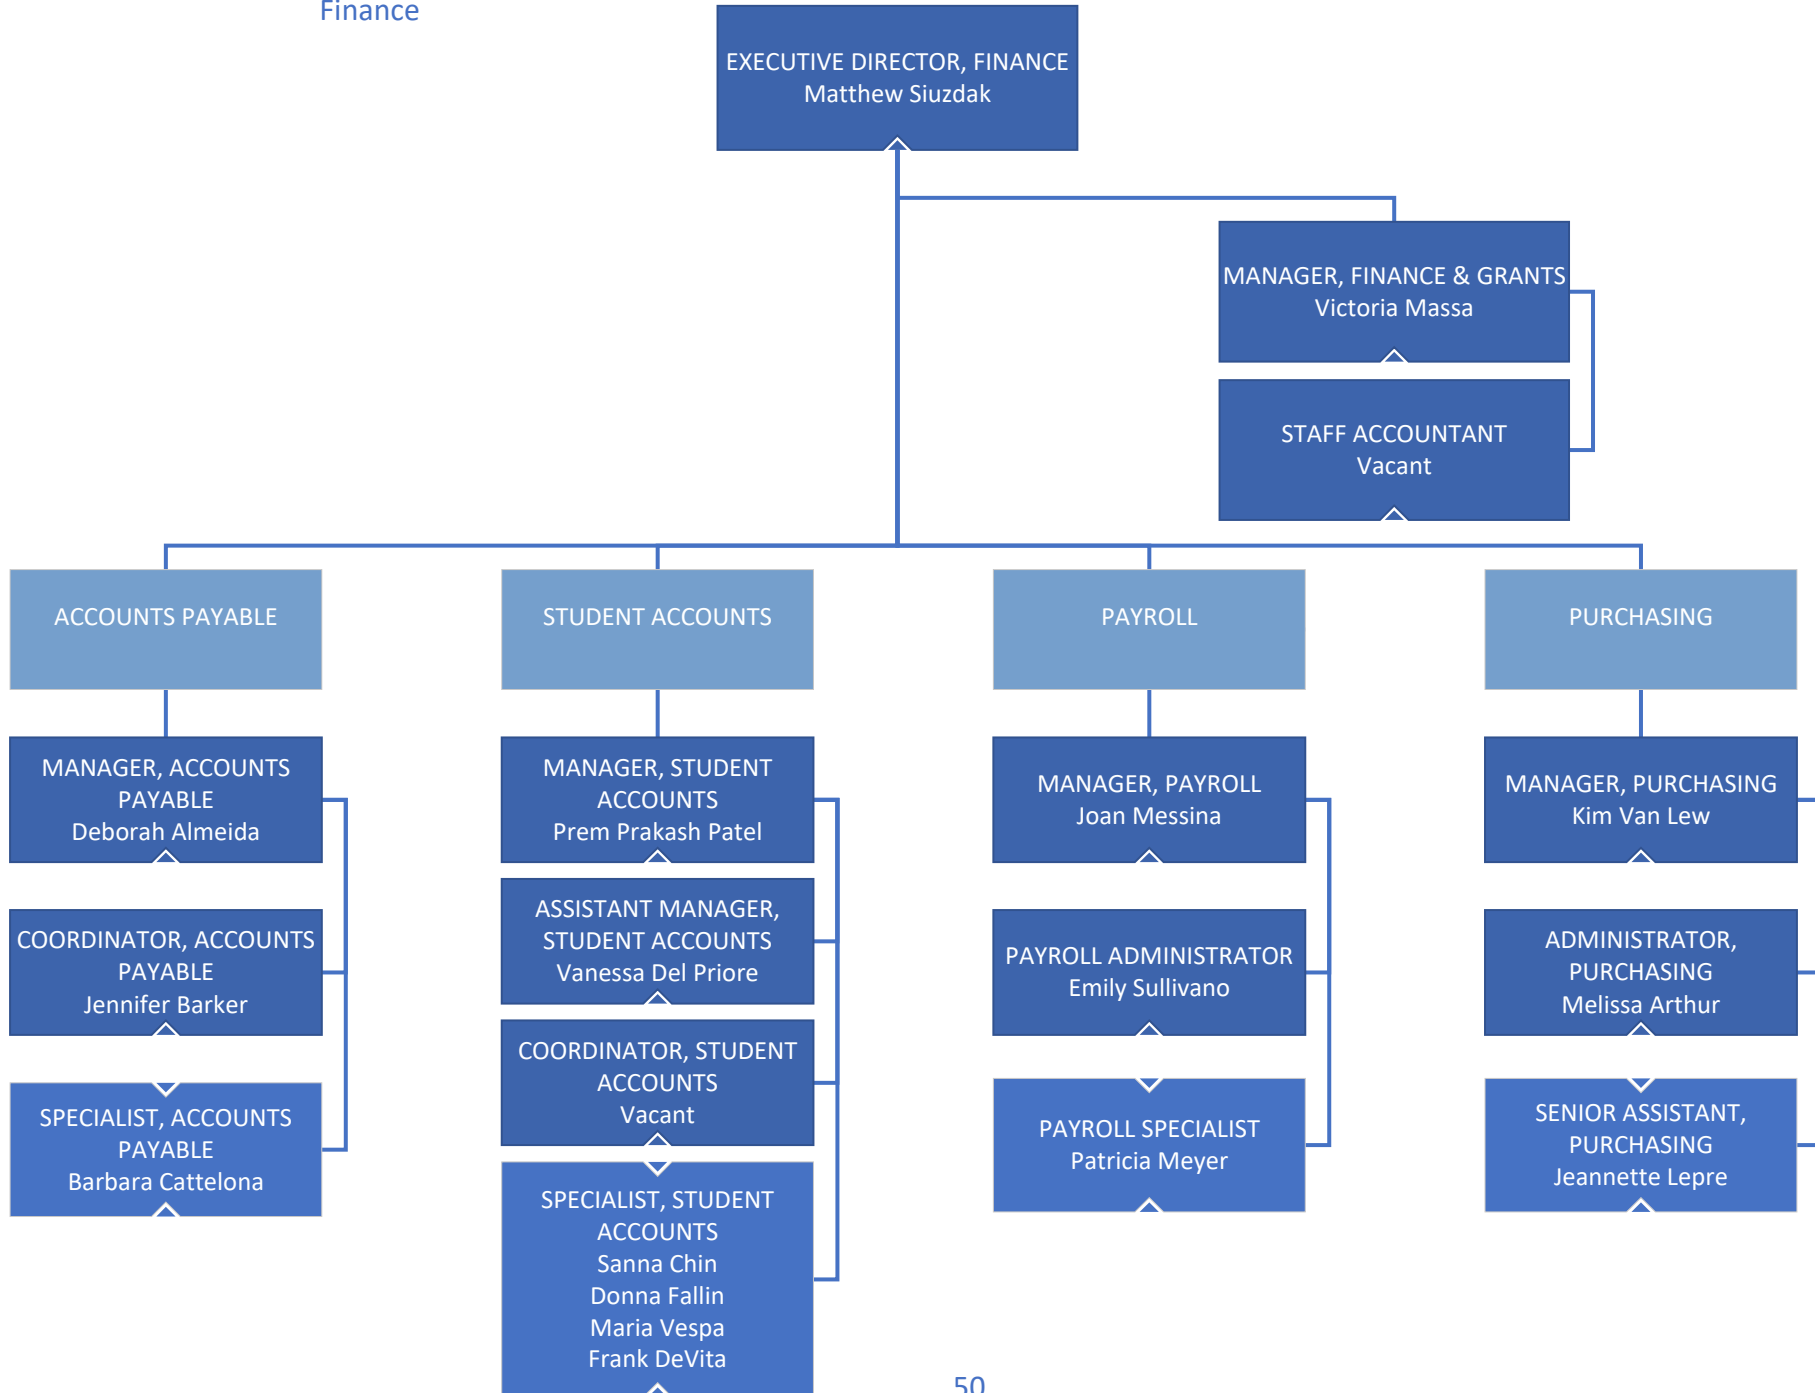 Finance
EXECUTIVE DIRECTOR, FINANCE
Matthew Siuzdak
MANAGER, FINANCE & GRANTS
Victoria Massa
STAFF ACCOUNTANT
Vacant
ACCOUNTS PAYABLE
MANAGER, ACCOUNTS
PAYABLE
Deborah Almeida
COORDINATOR, ACCOUNTS
PAYABLE
Jennifer Barker
SPECIALIST, ACCOUNTS
PAYABLE
Barbara Cattelona
STUDENT ACCOUNTS
MANAGER, STUDENT
ACCOUNTS
Prem Prakash Patel
ASSISTANT MANAGER,
STUDENT ACCOUNTS
Vanessa Del Priore
COORDINATOR, STUDENT
ACCOUNTS
Vacant
SPECIALIST, STUDENT
ACCOUNTS
Sanna Chin
Donna Fallin
Maria Vespa
Frank DeVita
PAYROLL
MANAGER, PAYROLL
Joan Messina
PAYROLL ADMINISTRATOR
Emily Sullivano
PAYROLL SPECIALIST
Patricia Meyer
PURCHASING
MANAGER, PURCHASING
Kim Van Lew
ADMINISTRATOR,
PURCHASING
Melissa Arthur
SENIOR ASSISTANT,
PURCHASING
Jeannette Lepre
50